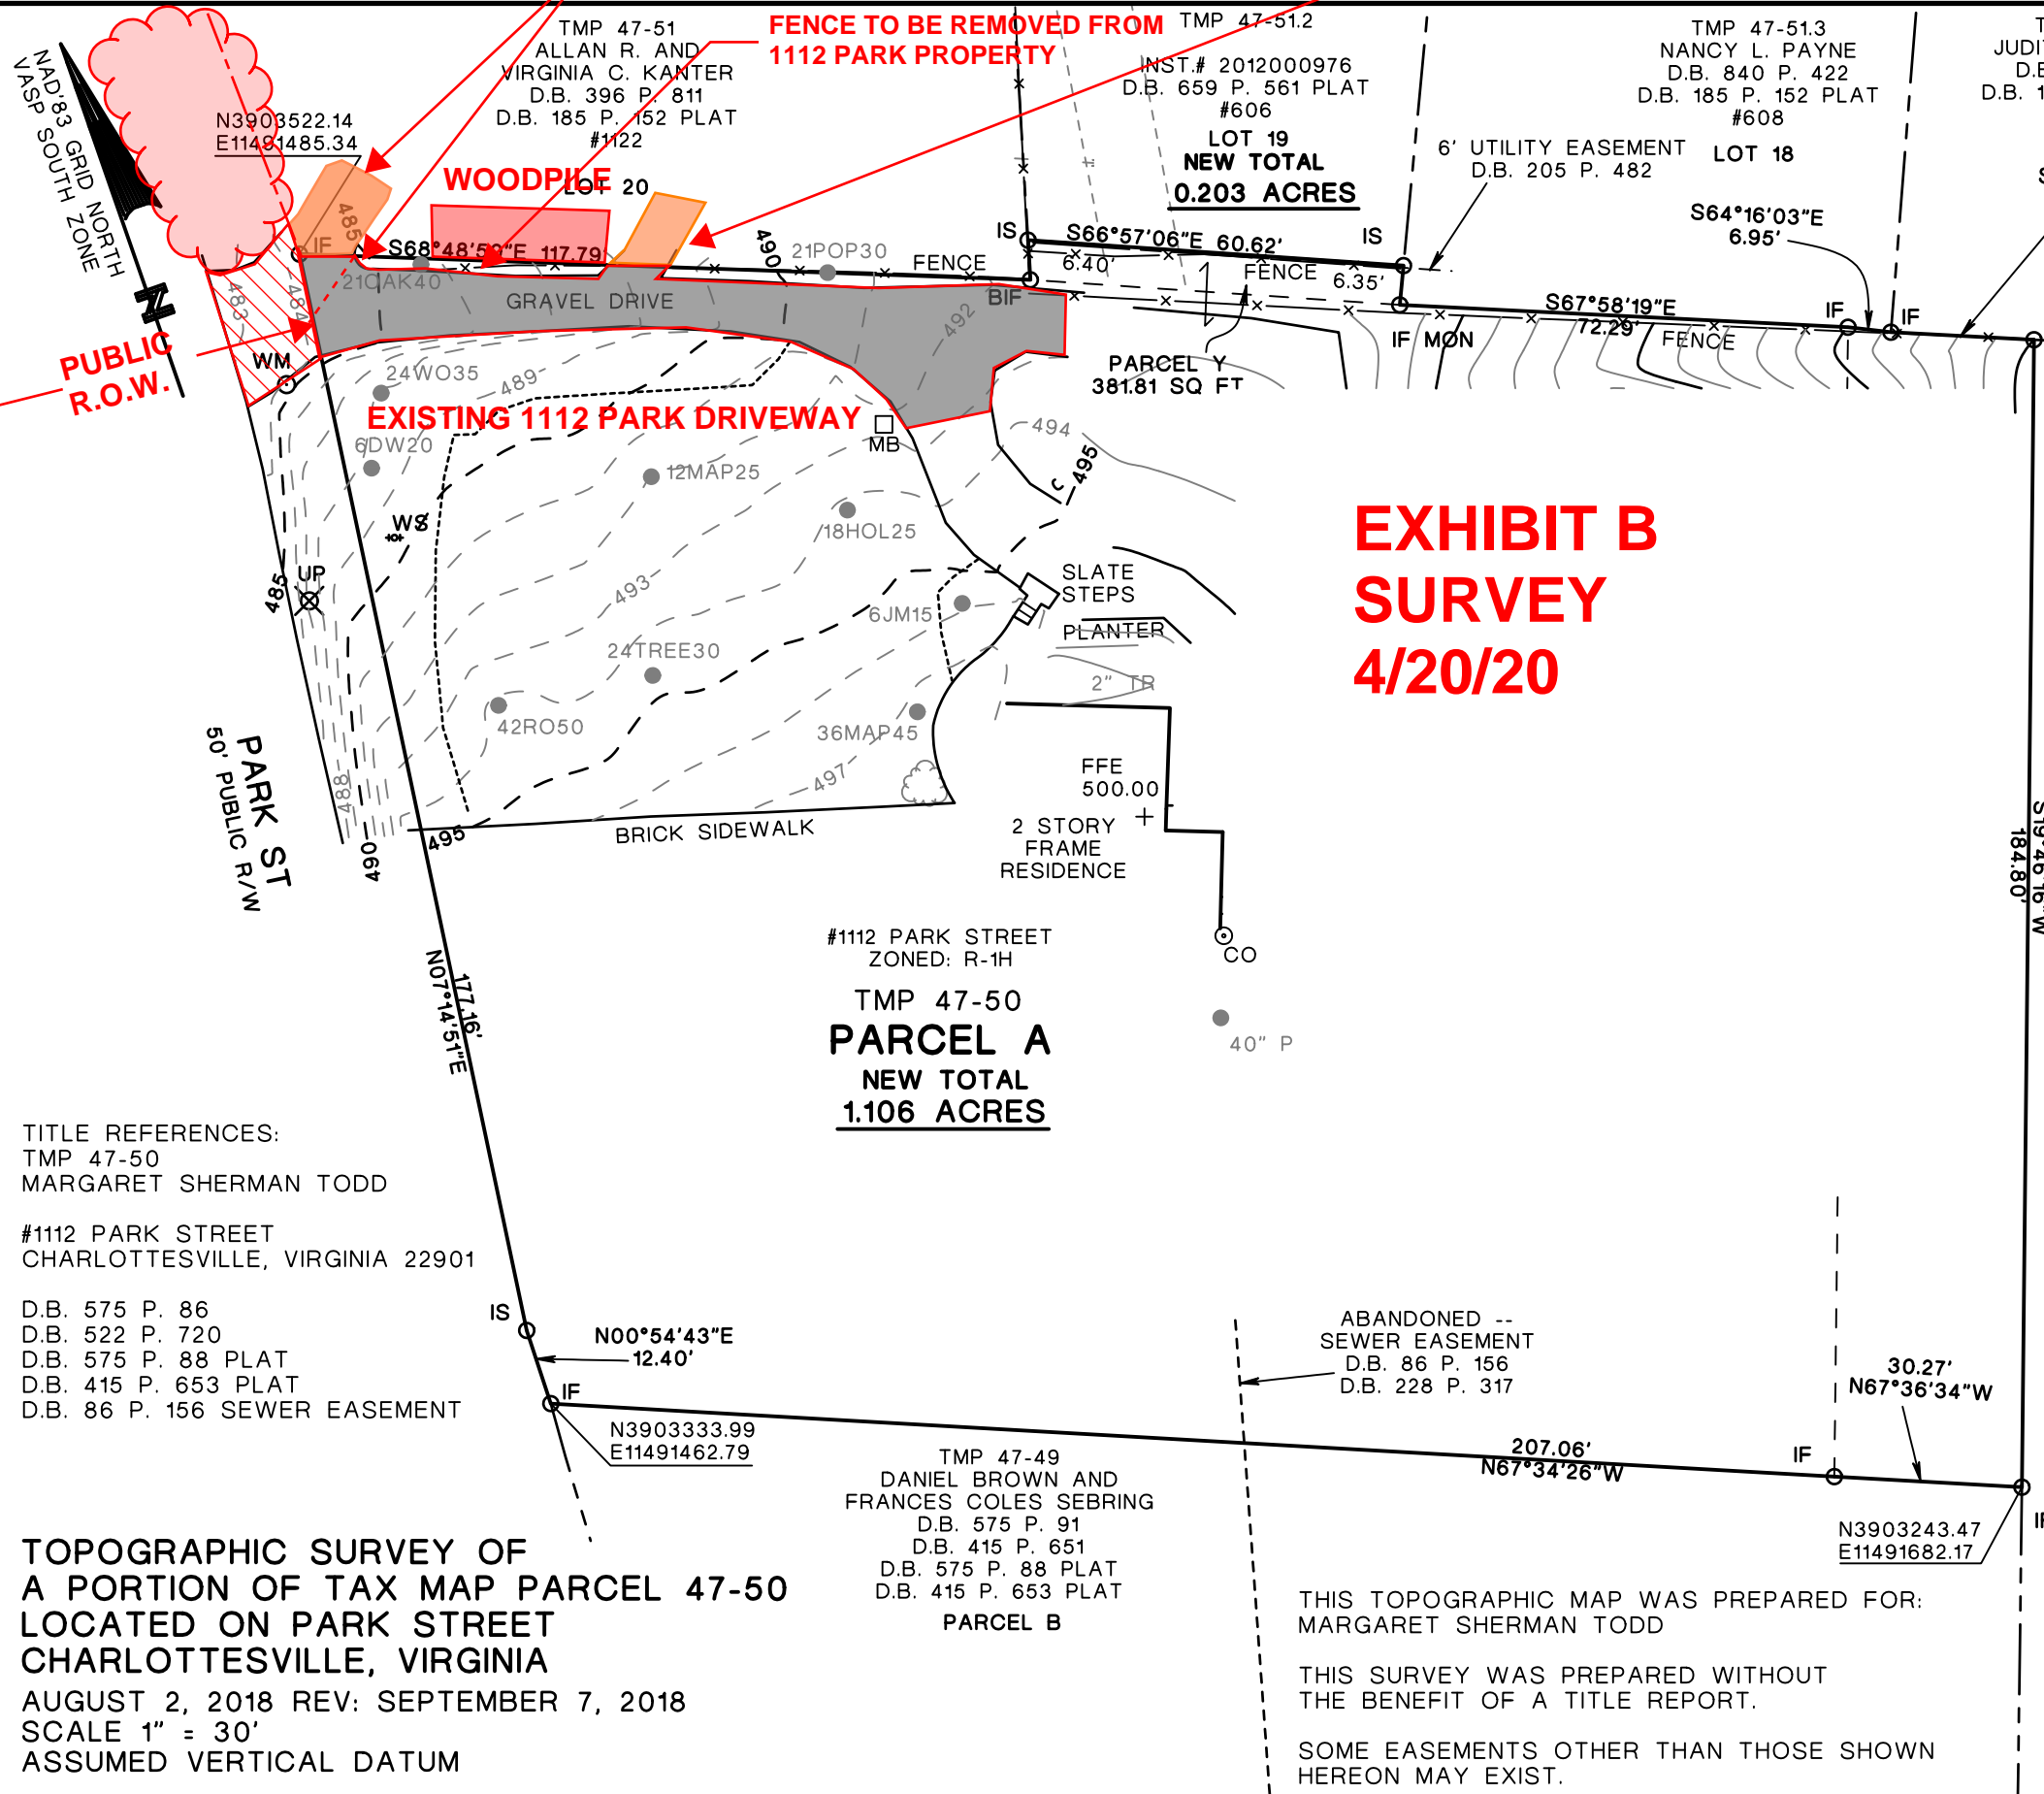 FENCE TO BE REMOVED FROM
1112 PARK PROPERTY
TMP 47-51
ALLAN R. AND
VIRGINIA C. KANTER
D.B. 396 P. 811
D.B. 185 P. 152 PLAT
#1122
LOT 20
TMP 47-51.2
INST.# 2012000976
D.B. 659 P. 561 PLAT
#606
LOT 19
NEW TOTAL
0.203 ACRES
TMP 47-51.3
NANCY L. PAYNE
D.B. 840 P. 422
D.B. 185 P. 152 PLAT
#608
LOT 18
6' UTILITY EASEMENT
D.B. 205 P. 482
NAD'83 GRID NORTH
VASP SOUTH ZONE
N
N3903522.14
E11491485.34
WOODPILE
IF
485
S68°48'50"E 117.79'
490
21POP30
FENCE
21OAK40
GRAVEL DRIVE
BIF
IS
S66°57'06"E 60.62'
IS
6.40'
FENCE
6.35'
S64°16'03"E
6.95'
S67°58'19"E
72.29'
IF
IF
IF MON
FENCE
PARCEL Y
381.81 SQ FT
483
484
492
PUBLIC
R.O.W.
WM
24WO35
489
EXISTING 1112 PARK DRIVEWAY
MB
494
495
6DW20
12MAP25
WS
18HOL25
UP
485
493
6JM15
SLATE
STEPS
PLANTER
24TREE30
2" TR
42RO50
36MAP45
497
488
490
495
BRICK SIDEWALK
FFE
500.00
2 STORY
FRAME
RESIDENCE
CO
40" P
EXHIBIT B
SURVEY
4/20/20
PARK ST
50' PUBLIC R/W
N07°14'51"E
177.16'
S19°46'16"W
184.80'
#1112 PARK STREET
ZONED: R-1H
TMP 47-50
PARCEL A
NEW TOTAL
1.106 ACRES
TITLE REFERENCES:
TMP 47-50
MARGARET SHERMAN TODD
#1112 PARK STREET
CHARLOTTESVILLE, VIRGINIA 22901
D.B. 575 P. 86
D.B. 522 P. 720
D.B. 575 P. 88 PLAT
D.B. 415 P. 653 PLAT
D.B. 86 P. 156 SEWER EASEMENT
IS
N00°54'43"E
12.40'
IF
N3903333.99
E11491462.79
ABANDONED --
SEWER EASEMENT
D.B. 86 P. 156
D.B. 228 P. 317
30.27'
N67°36'34"W
207.06'
N67°34'26"W
IF
N3903243.47
E11491682.17
TMP 47-49
DANIEL BROWN AND
FRANCES COLES SEBRING
D.B. 575 P. 91
D.B. 415 P. 651
D.B. 575 P. 88 PLAT
D.B. 415 P. 653 PLAT
PARCEL B
TOPOGRAPHIC SURVEY OF
A PORTION OF TAX MAP PARCEL 47-50
LOCATED ON PARK STREET
CHARLOTTESVILLE, VIRGINIA
AUGUST 2, 2018 REV: SEPTEMBER 7, 2018
SCALE 1" = 30'
ASSUMED VERTICAL DATUM
THIS TOPOGRAPHIC MAP WAS PREPARED FOR:
MARGARET SHERMAN TODD
THIS SURVEY WAS PREPARED WITHOUT
THE BENEFIT OF A TITLE REPORT.
SOME EASEMENTS OTHER THAN THOSE SHOWN
HEREON MAY EXIST.